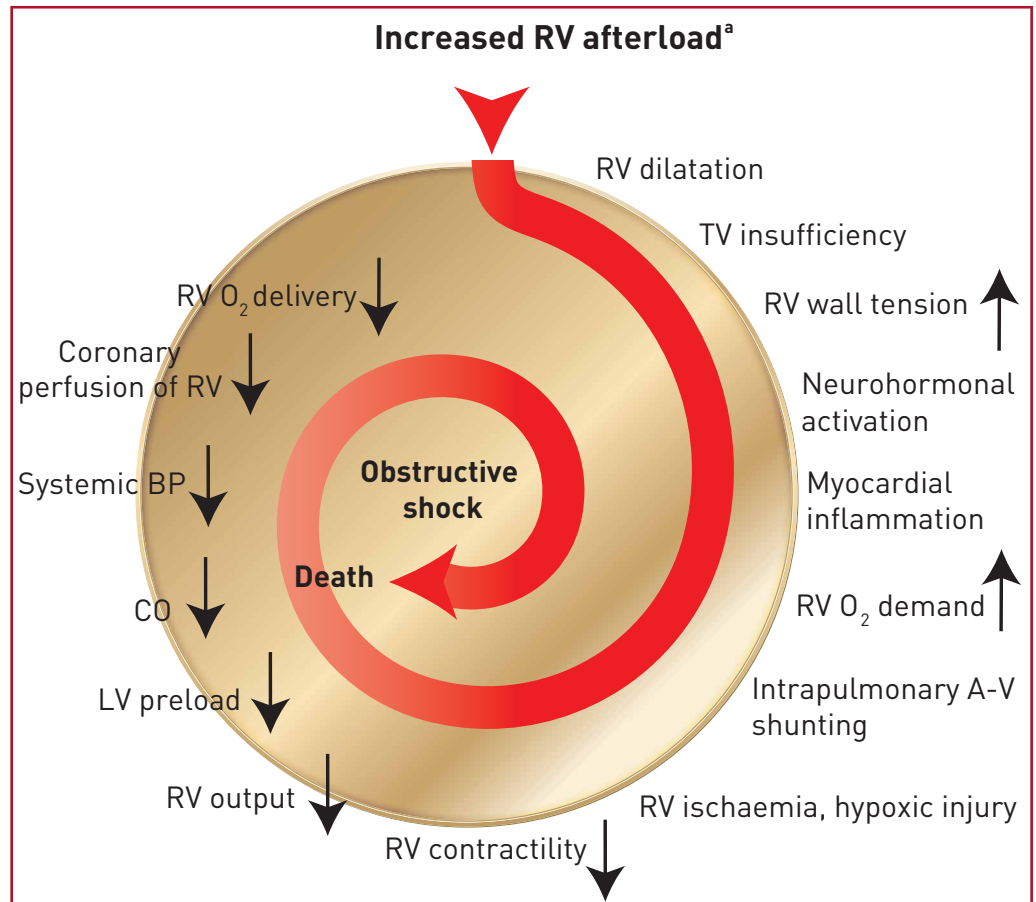 Increased RV afterloadᵃ
RV dilatation
TV insufficiency
RV wall tension
Neurohormonal
activation
Myocardial
inflammation
RV O₂ demand
Intrapulmonary A-V
shunting
RV ischaemia, hypoxic injury
RV contractility
RV output
LV preload
CO
Systemic BP
Coronary
perfusion of RV
RV O₂ delivery
Obstructive
shock
Death